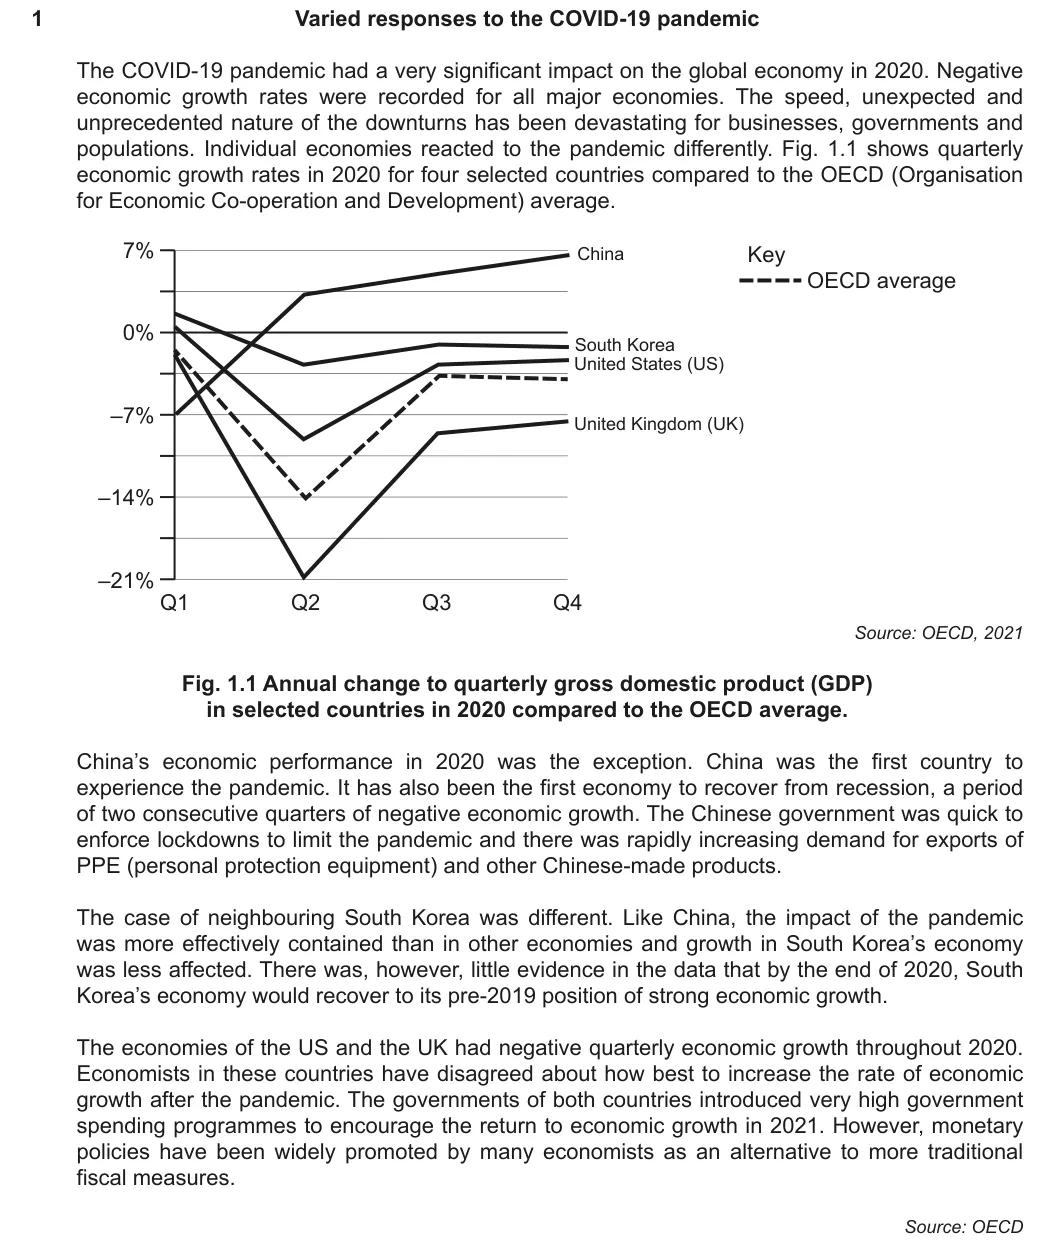 1 Varied responses to the COVID-19 pandemic
The COVID-19 pandemic had a very significant impact on the global economy in 2020. Negative
economic growth rates were recorded for all major economies. The speed, unexpected and
unprecedented nature of the downturns has been devastating for businesses, governments and
populations. Individual economies reacted to the pandemic differently. Fig. 1.1 shows quarterly
economic growth rates in 2020 for four selected countries compared to the OECD (Organisation
for Economic Co-operation and Development) average.
7%
China
Key
OECD average
0%
South Korea
United States (US)
–7%
United Kingdom (UK)
–14%
–21%
Q1 Q2 Q3 Q4
Source: OECD, 2021
Fig. 1.1 Annual change to quarterly gross domestic product (GDP)
in selected countries in 2020 compared to the OECD average.
China's economic performance in 2020 was the exception. China was the first country to
experience the pandemic. It has also been the first economy to recover from recession, a period
of two consecutive quarters of negative economic growth. The Chinese government was quick to
enforce lockdowns to limit the pandemic and there was rapidly increasing demand for exports of
PPE (personal protection equipment) and other Chinese-made products.
The case of neighbouring South Korea was different. Like China, the impact of the pandemic
was more effectively contained than in other economies and growth in South Korea's economy
was less affected. There was, however, little evidence in the data that by the end of 2020, South
Korea's economy would recover to its pre-2019 position of strong economic growth.
The economies of the US and the UK had negative quarterly economic growth throughout 2020.
Economists in these countries have disagreed about how best to increase the rate of economic
growth after the pandemic. The governments of both countries introduced very high government
spending programmes to encourage the return to economic growth in 2021. However, monetary
policies have been widely promoted by many economists as an alternative to more traditional
fiscal measures.
Source: OECD